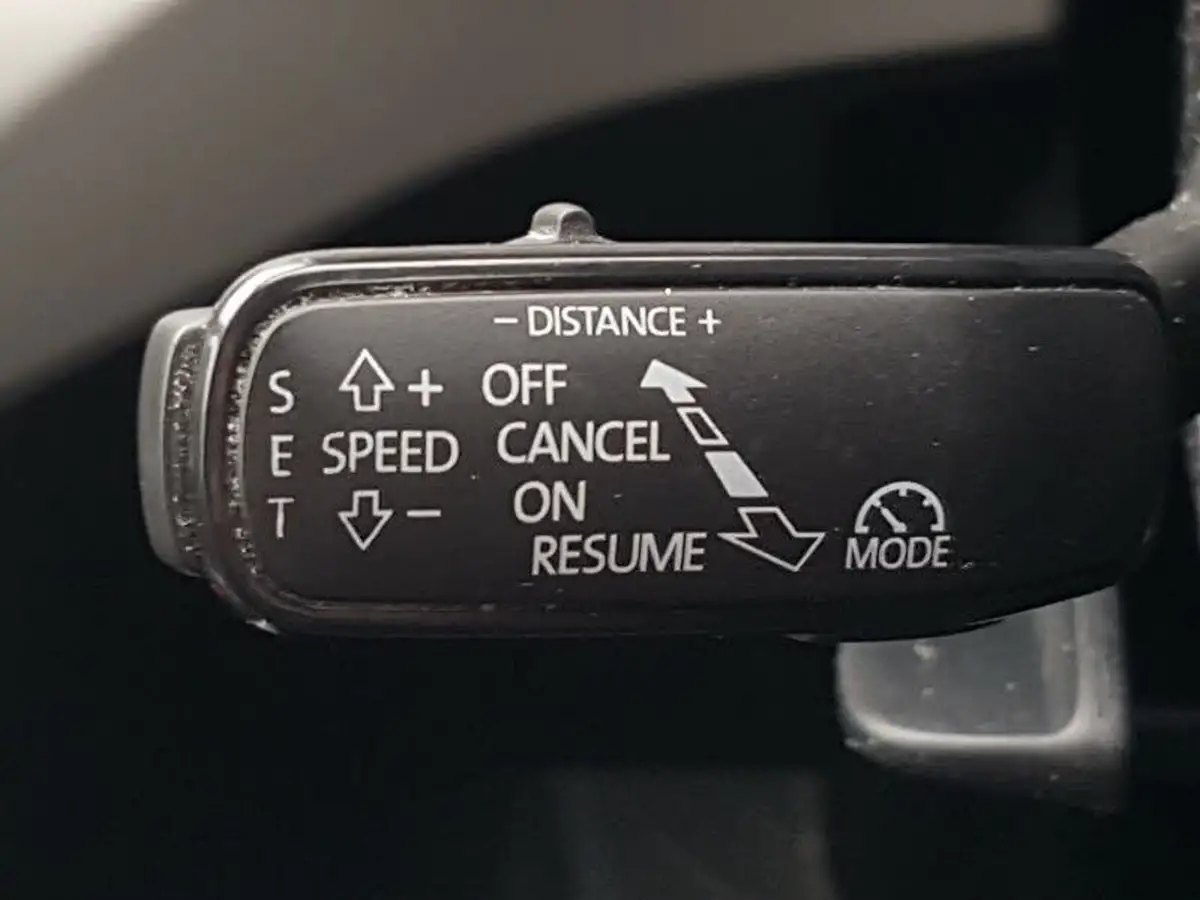 – DISTANCE +
S + OFF
E SPEED CANCEL
T – ON
RESUME MODE